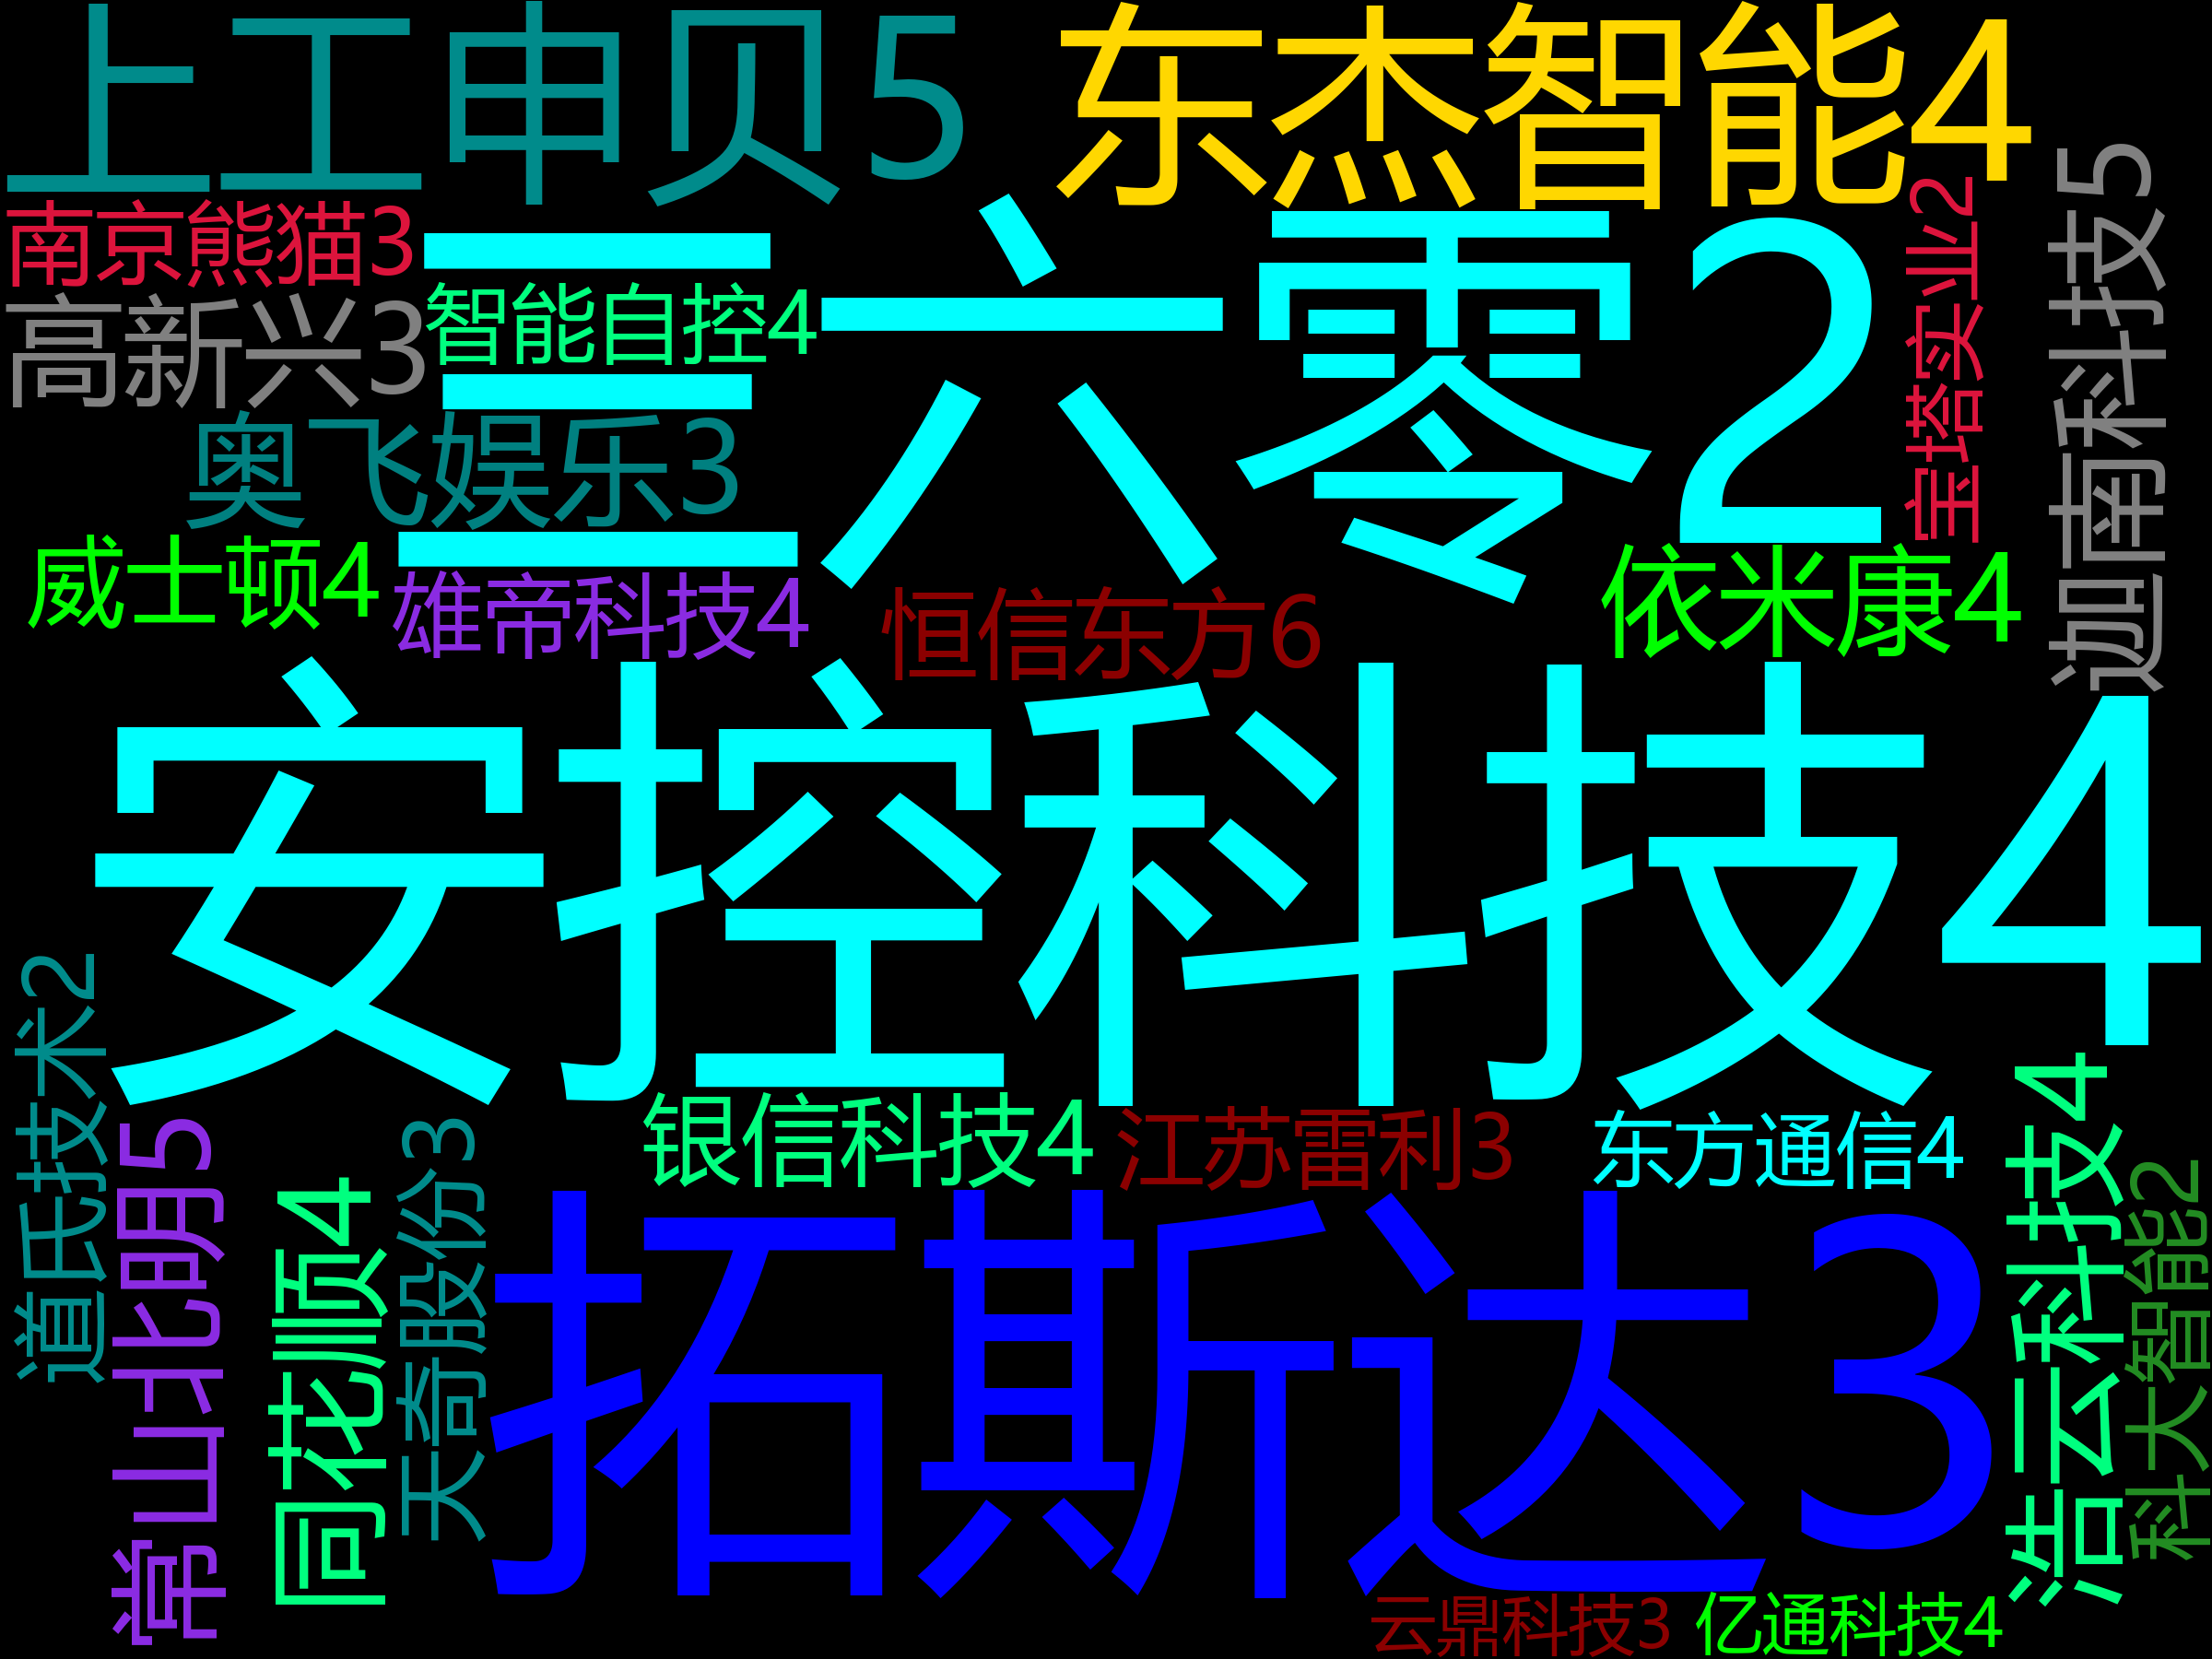 上工申贝5
东杰智能4
南京熊猫3
三六零2
高新兴3
智能自控4
奥飞娱乐3
宝塔实业2
迦南科技5
威士顿4
雄帝科技4
恒信东方6
依米康4
安控科技4
道氏技术2
常山北明5
同花顺4
天奇股份3
银信科技4
江苏雷利3
东方通信4
浩云科技4
科大智能2
拓斯达3
云鼎科技3
亿通科技4